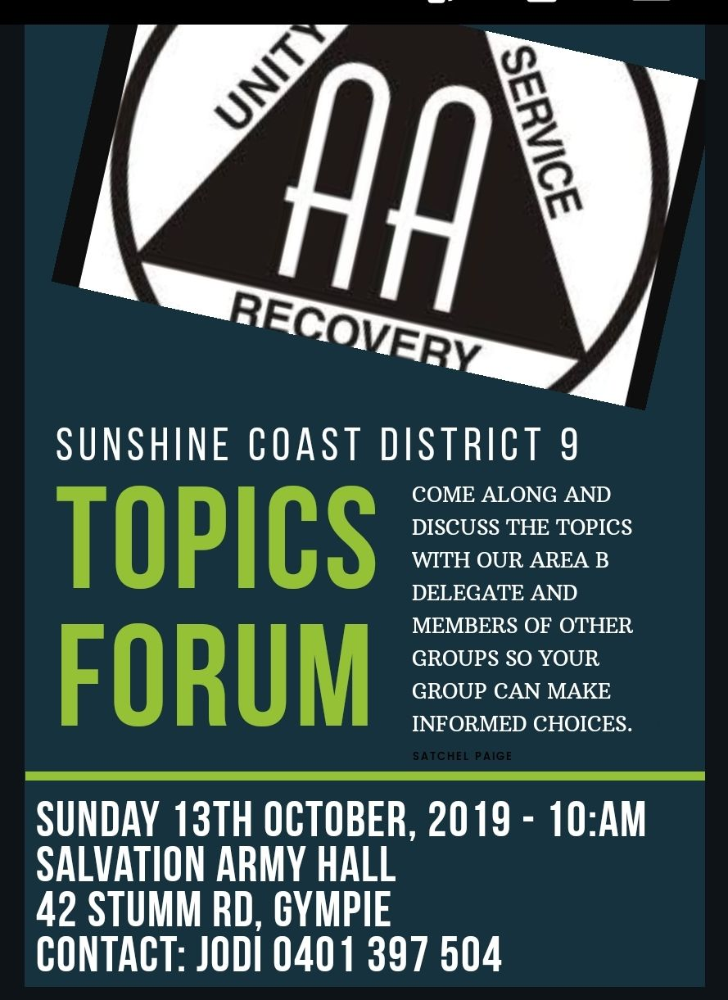 UNITY
SERVICE
AA
RECOVERY
SUNSHINE COAST DISTRICT 9
TOPICS
FORUM
COME ALONG AND
DISCUSS THE TOPICS
WITH OUR AREA B
DELEGATE AND
MEMBERS OF OTHER
GROUPS SO YOUR
GROUP CAN MAKE
INFORMED CHOICES.
SATCHEL PAIGE
SUNDAY 13TH OCTOBER, 2019 - 10:AM
SALVATION ARMY HALL
42 STUMM RD, GYMPIE
CONTACT: JODI 0401 397 504